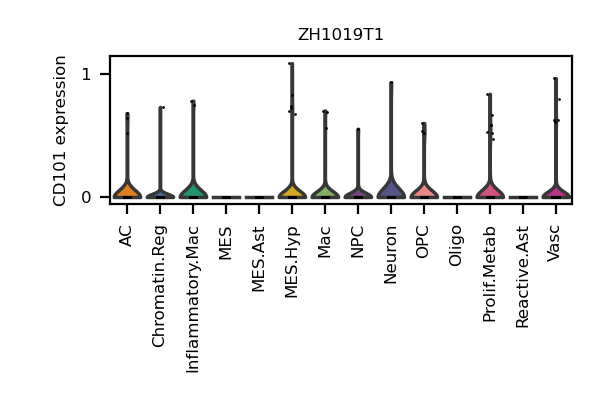 ZH1019T1
CD101 expression
1
0
AC
Chromatin.Reg
Inflammatory.Mac
MES
MES.Ast
MES.Hyp
Mac
NPC
Neuron
OPC
Oligo
Prolif.Metab
Reactive.Ast
Vasc